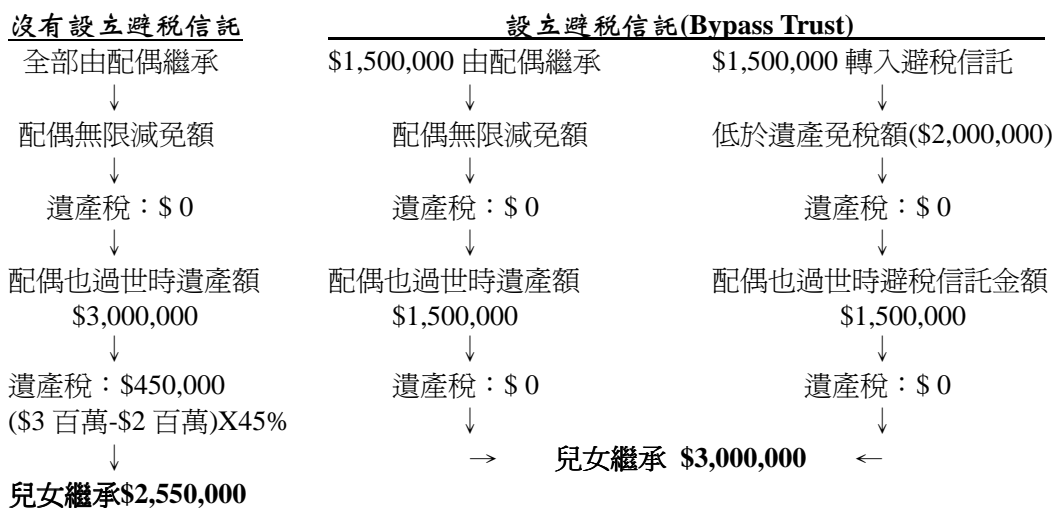 沒有設立避稅信託 設立避稅信託(Bypass Trust)
全部由配偶繼承 $1,500,000 由配偶繼承 $1,500,000 轉入避稅信託
↓ ↓ ↓
配偶無限減免額 配偶無限減免額 低於遺產免稅額($2,000,000)
↓ ↓ ↓
遺產稅：$ 0 遺產稅：$ 0 遺產稅：$ 0
↓ ↓ ↓
配偶也過世時遺產額 配偶也過世時遺產額 配偶也過世時避稅信託金額
$3,000,000 $1,500,000 $1,500,000
↓ ↓ ↓
遺產稅：$450,000 遺產稅：$ 0 遺產稅：$ 0
($3 百萬-$2 百萬)X45% ↓ ↓
↓ → 兒女繼承 $3,000,000 ←
兒女繼承$2,550,000